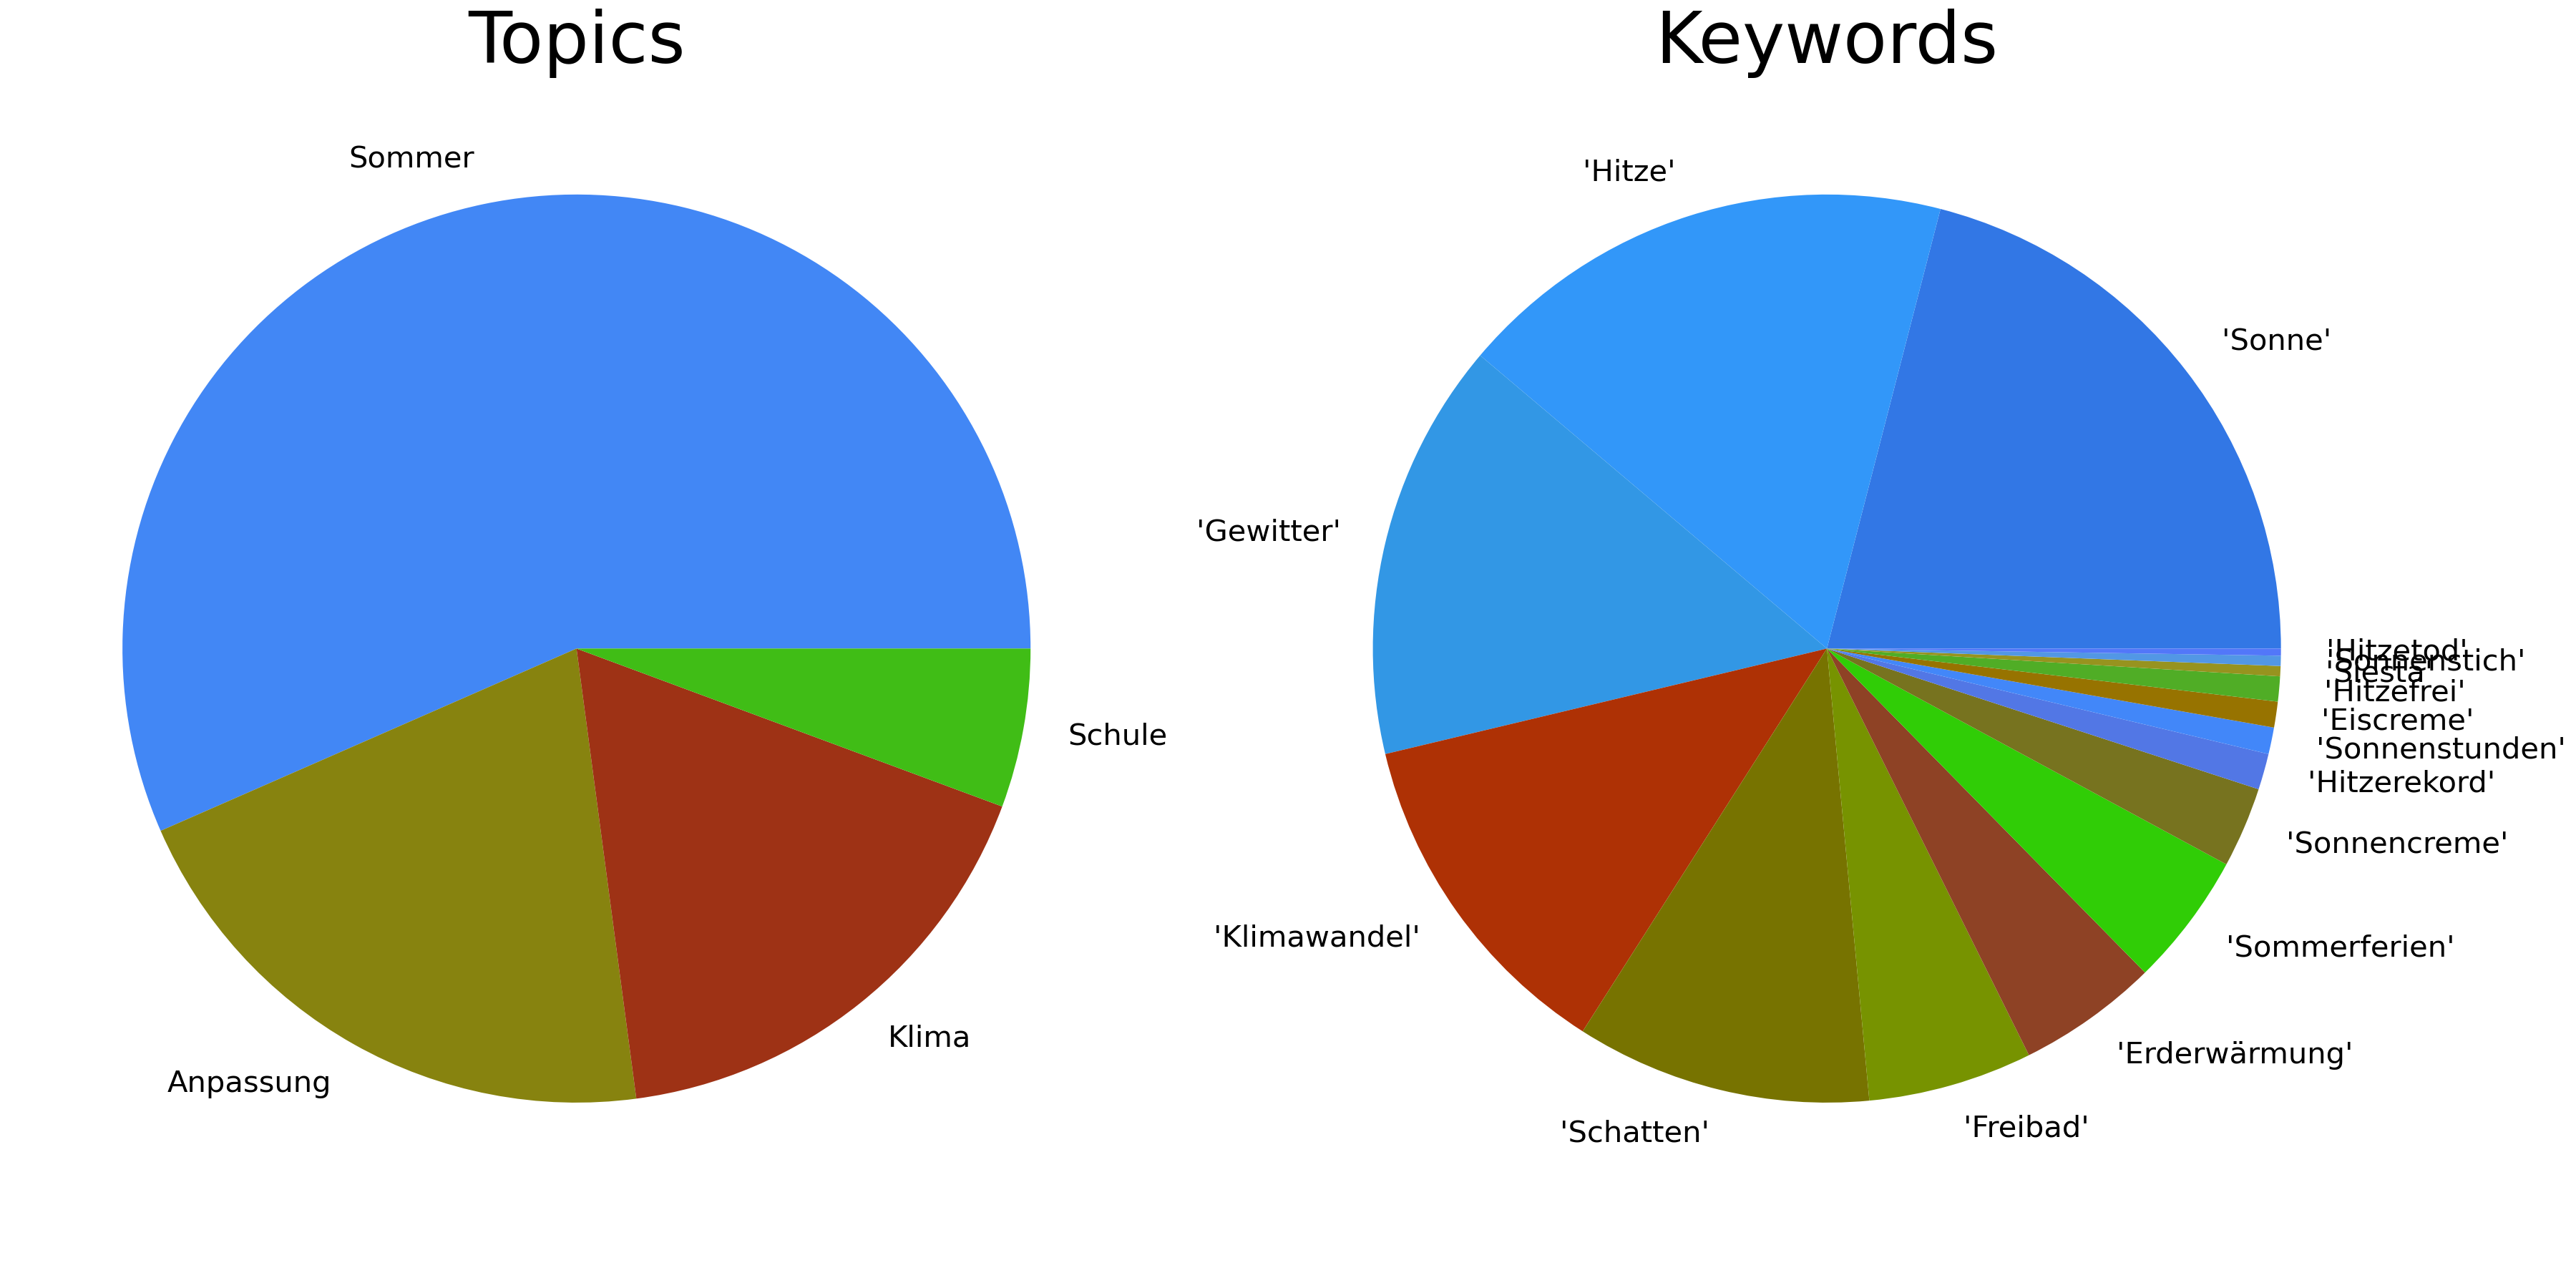 Topics
Keywords
Sommer
Anpassung
Klima
Schule
'Sonne'
'Hitze'
'Gewitter'
'Klimawandel'
'Schatten'
'Freibad'
'Erderwärmung'
'Sommerferien'
'Sonnencreme'
'Hitzerekord'
'Sonnenstunden'
'Eiscreme'
'Hitzefrei'
'Siesta'
'Sonnenstich'
'Hitzetod'